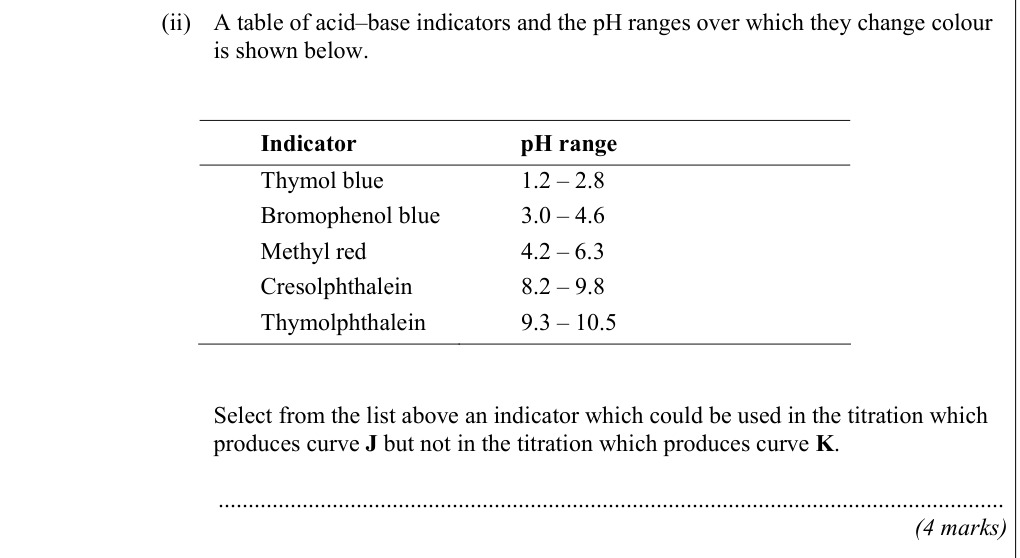 (ii) A table of acid–base indicators and the pH ranges over which they change colour
is shown below.
Indicator pH range
Thymol blue 1.2 – 2.8
Bromophenol blue 3.0 – 4.6
Methyl red 4.2 – 6.3
Cresolphthalein 8.2 – 9.8
Thymolphthalein 9.3 – 10.5
Select from the list above an indicator which could be used in the titration which
produces curve J but not in the titration which produces curve K.
....................................................................................................................................
(4 marks)